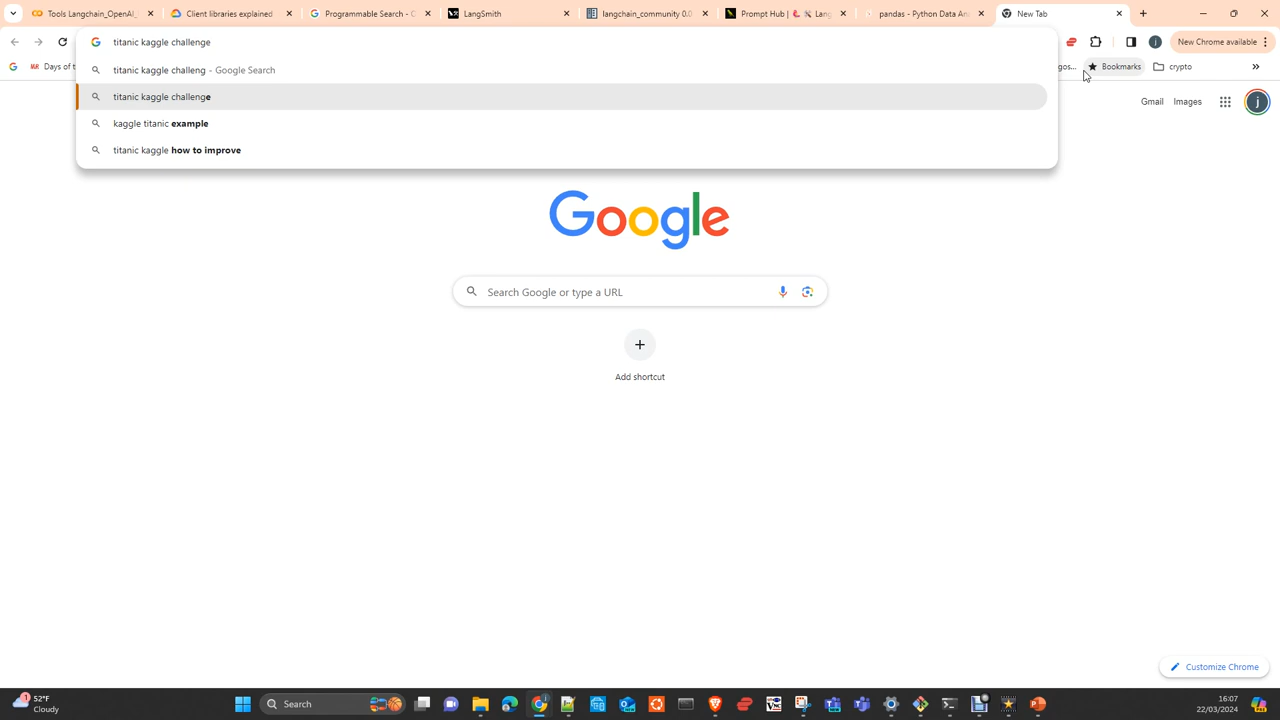 Tools Langchain_OpenAI_
Client libraries explained
Programmable Search - C
LangSmith
langchain_community 0.0
Prompt Hub | Lang
pandas - Python Data An
New Tab
titanic kaggle challenge
New Chrome available
titanic kaggle challeng - Google Search
titanic kaggle challenge
kaggle titanic example
titanic kaggle how to improve
Days of t
gos...
Bookmarks
crypto
Gmail
Images
j
Google
Search Google or type a URL
Add shortcut
Customize Chrome
1
52°F
Cloudy
Search
16:07
22/03/2024